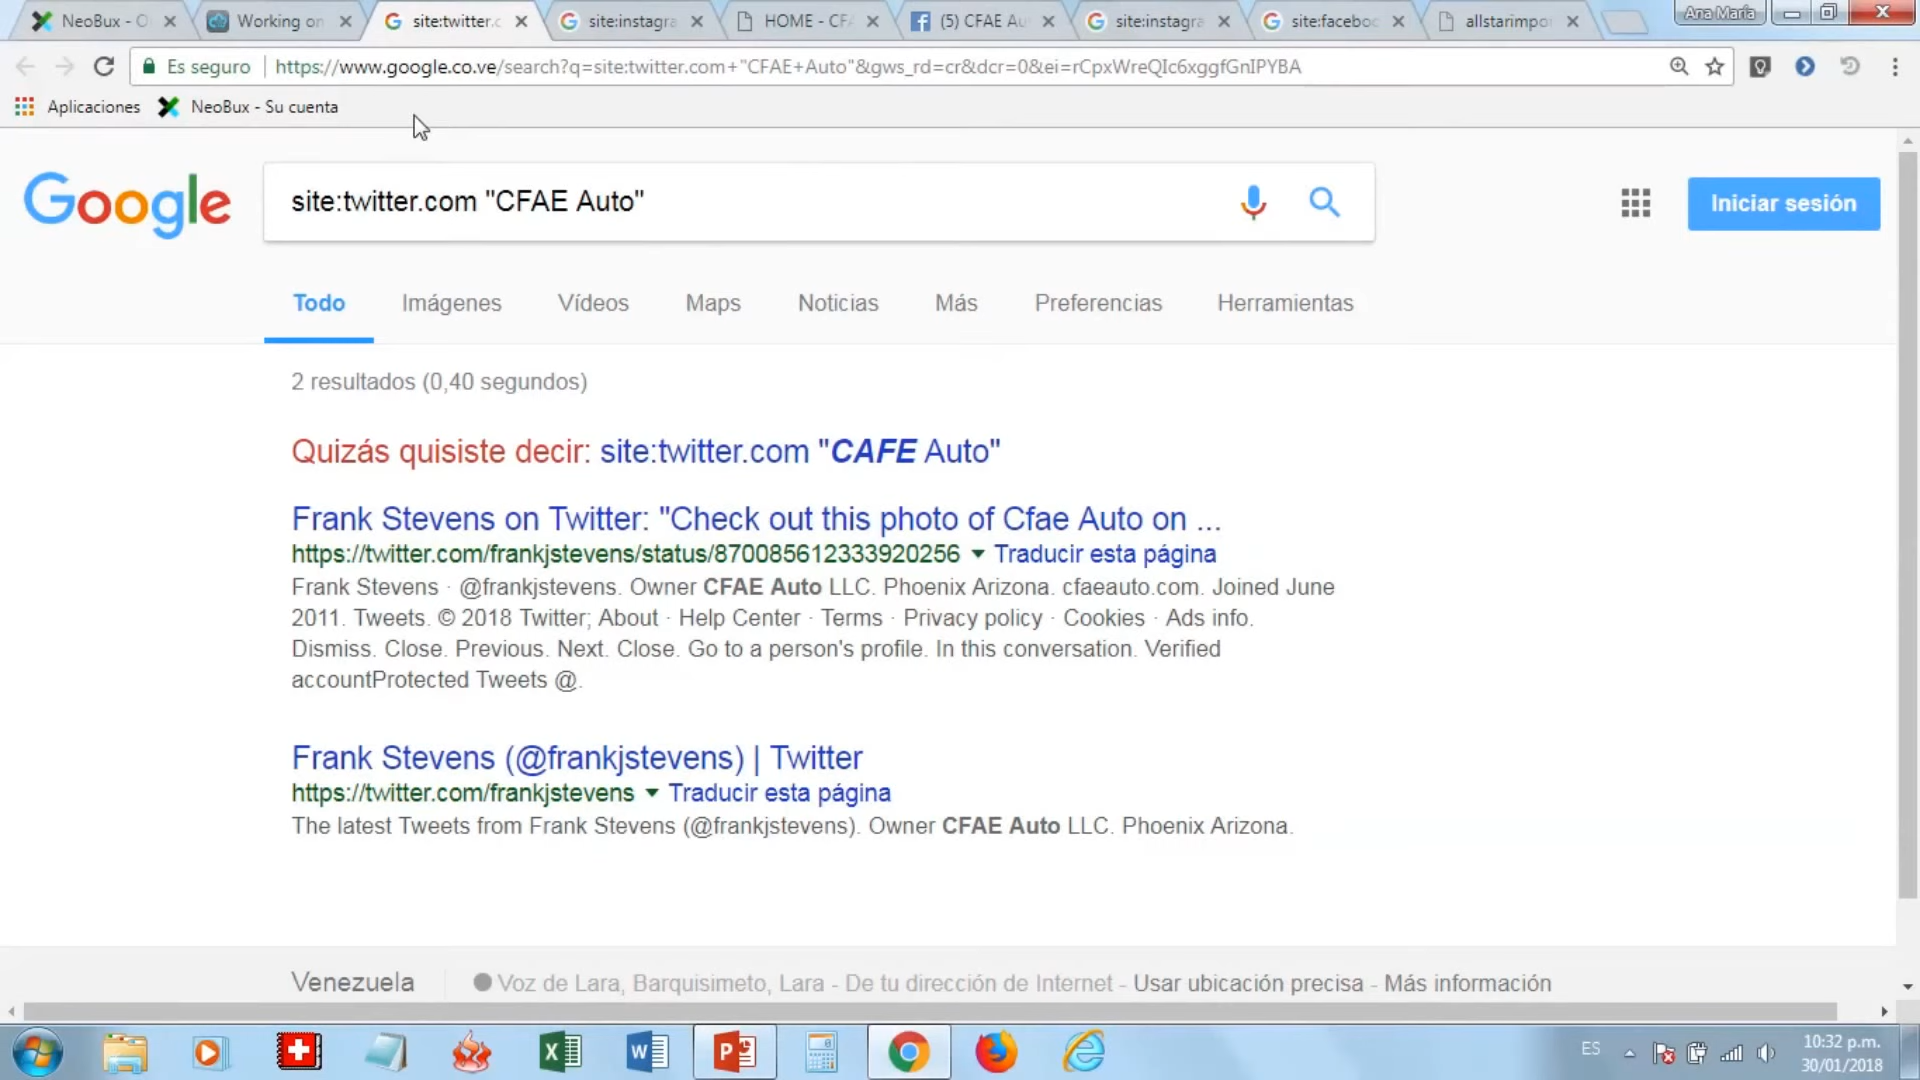 NeoBux - O
Working on
site:twitter.c
site:instagra
HOME - CFA
(5) CFAE Au
site:instagra
site:faceboo
allstarimpo
Ana María
Es seguro
https://www.google.co.ve/search?q=site:twitter.com+"CFAE+Auto"&gws_rd=cr&dcr=0&ei=rCpxWreQIc6xggfGnIPYBA
Aplicaciones
NeoBux - Su cuenta
Google
site:twitter.com "CFAE Auto"
Iniciar sesión
Todo
Imágenes
Vídeos
Maps
Noticias
Más
Preferencias
Herramientas
2 resultados (0,40 segundos)
Quizás quisiste decir: site:twitter.com "CAFE Auto"
Frank Stevens on Twitter: "Check out this photo of Cfae Auto on ...
https://twitter.com/frankjstevens/status/870085612333920256 Traducir esta página
Frank Stevens · @frankjstevens. Owner CFAE Auto LLC. Phoenix Arizona. cfaeauto.com. Joined June
2011. Tweets. © 2018 Twitter; About · Help Center · Terms · Privacy policy · Cookies · Ads info.
Dismiss. Close. Previous. Next. Close. Go to a person's profile. In this conversation. Verified
accountProtected Tweets @.
Frank Stevens (@frankjstevens) | Twitter
https://twitter.com/frankjstevens Traducir esta página
The latest Tweets from Frank Stevens (@frankjstevens). Owner CFAE Auto LLC. Phoenix Arizona.
Venezuela
Voz de Lara, Barquisimeto, Lara - De tu dirección de Internet - Usar ubicación precisa - Más información
ES
10:32 p.m.
30/01/2018